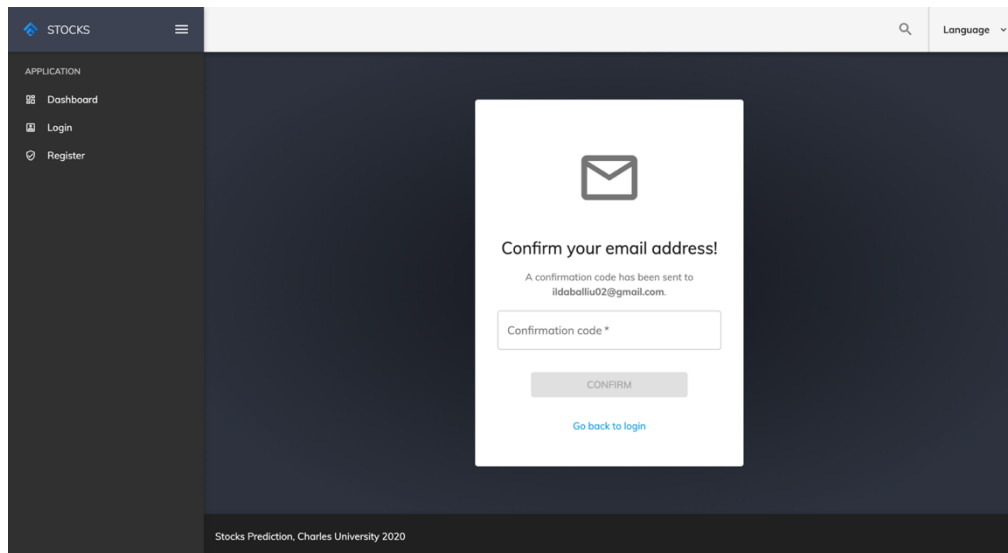 STOCKS
Language
APPLICATION
Dashboard
Login
Register
Confirm your email address!
A confirmation code has been sent to
ildaballiu02@gmail.com.
Confirmation code *
CONFIRM
Go back to login
Stocks Prediction, Charles University 2020